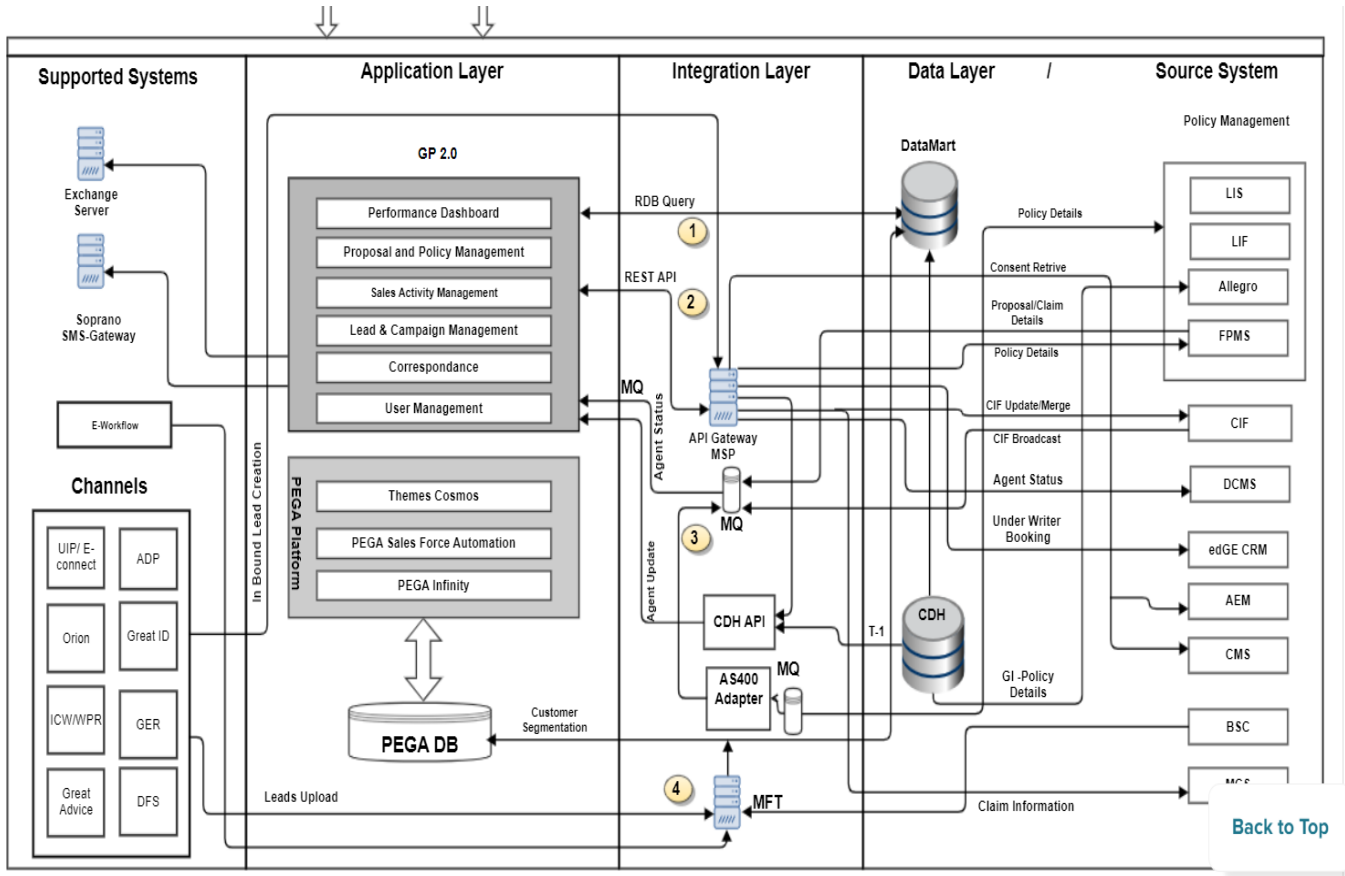 Supported Systems
Application Layer
Integration Layer
Data Layer / Source System
Policy Management
Exchange
Server
Soprano
SMS-Gateway
E-Workflow
Channels
UIP/ E-
connect
ADP
Orion
Great ID
ICW/WPR
GER
Great
Advice
DFS
In Bound Lead Creation
Leads Upload
GP 2.0
Performance Dashboard
Proposal and Policy Management
Sales Activity Management
Lead & Campaign Management
Correspondance
User Management
PEGA Platform
Themes Cosmos
PEGA Sales Force Automation
PEGA Infinity
PEGA DB
Customer
Segmentation
RDB Query
1
REST API
2
MQ
Agent Status
API Gateway
MSP
MQ
3
Agent Update
CDH API
AS400
Adapter
MQ
4
MFT
DataMart
CDH
T-1
Policy Details
Consent Retrive
Proposal/Claim
Details
Policy Details
CIF Update/Merge
CIF Broadcast
Agent Status
Under Writer
Booking
GI -Policy
Details
Claim Information
LIS
LIF
Allegro
FPMS
CIF
DCMS
edGE CRM
AEM
CMS
BSC
Back to Top